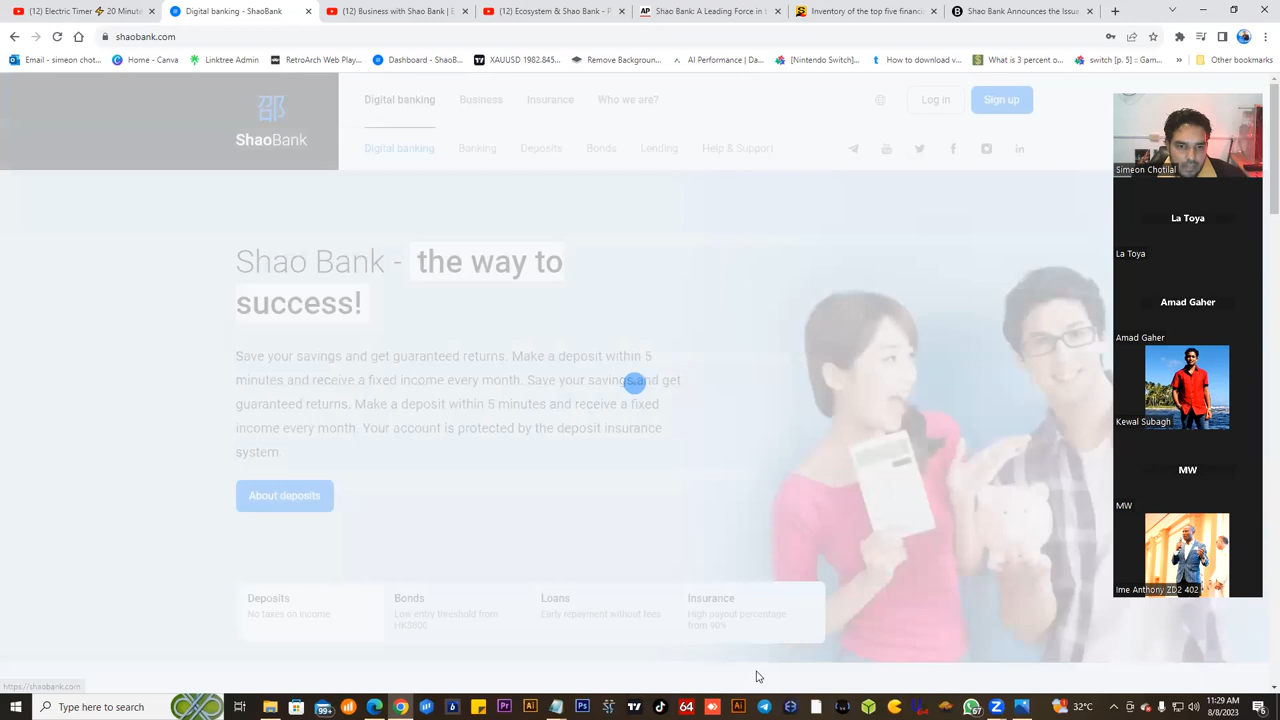 (12) Electric Timer ⚡ 20 Minute
Digital banking - ShaoBank
(12) Business with Shao Bank | E
(12) Ecosystem & Shao Bank - P
Shao Bank: A Leading Force in t
Inventory of the top five financi
Shao Bank Announces the Issua
shaobank.com
Email - simeon chot...
Home - Canva
Linktree Admin
RetroArch Web Play...
Dashboard - ShaoB...
XAUUSD 1982.845...
Remove Backgroun...
AI Performance | Da...
[Nintendo Switch]...
How to download v...
What is 3 percent o...
switch [p. 5] :: Gam...
Other bookmarks
邵
ShaoBank
Digital banking
Business
Insurance
Who we are?
Log in
Sign up
Digital banking
Banking
Deposits
Bonds
Lending
Help & Support
Shao Bank - the way to
success!
Save your savings and get guaranteed returns. Make a deposit within 5
minutes and receive a fixed income every month. Save your savings and get
guaranteed returns. Make a deposit within 5 minutes and receive a fixed
income every month. Your account is protected by the deposit insurance
system.
About deposits
Deposits
No taxes on income
Bonds
Low entry threshold from
HK$800
Loans
Early repayment without fees
Insurance
High payout percentage
from 90%
Simeon Chotilal
La Toya
La Toya
Amad Gaher
Amad Gaher
Kewal Subagh
MW
MW
Ime Anthony ZD2 402
https://shaobank.com
Type here to search
99+
64
67
32°C
11:29 AM
8/8/2023